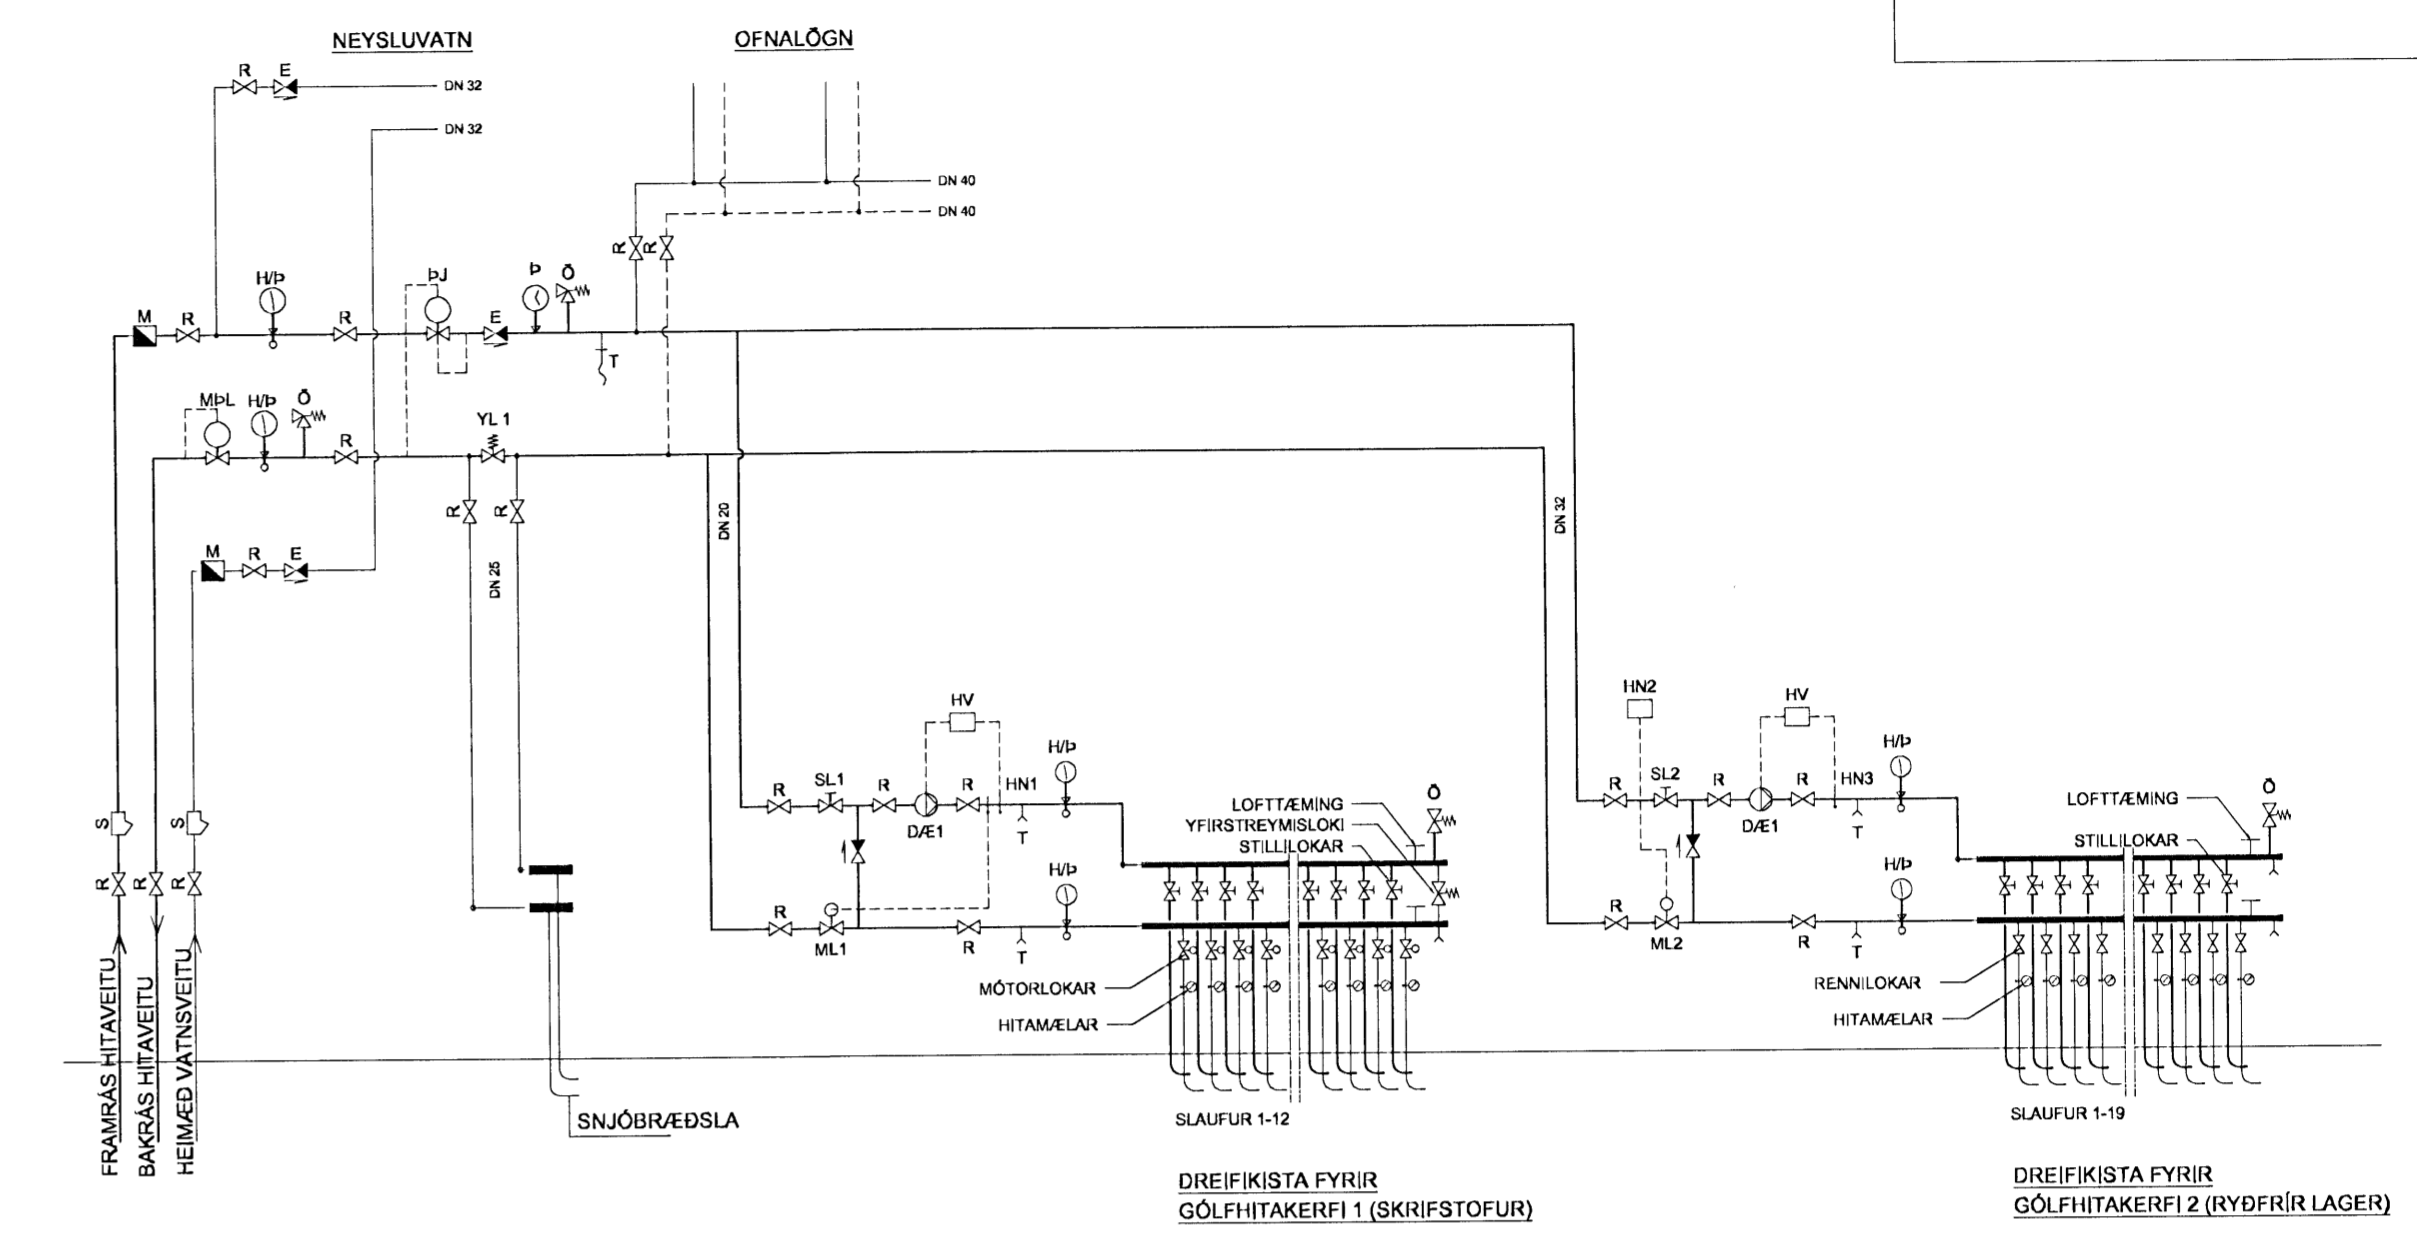 NEYSLUVATN
OFNALÖGN
R E
DN 32
DN 32
DN 40
DN 40
R R
M R H/Þ R ÞJ E Þ Ö
T
MÞL H/Þ Ö R YL 1
R R
DN 25
DN 20
DN 32
M R E
S S
R R R
FRAMRÁS HITAVEITU
BAKRÁS HITAVEITU
HEIMÆÐ VATNSVEITU
SNJÓBRÆÐSLA
HV
R SL1 R R HN1 H/Þ
DÆ1
T
H/Þ
R ML1 R T
LOFTTÆMING
YFIRSTREYMISLOKI
STILLILOKAR
Ö
MÓTORLOKAR
HITAMÆLAR
SLAUFUR 1-12
DREIFIKISTA FYRIR
GÓLFHITAKERFI 1 (SKRIFSTOFUR)
HN2
HV
R SL2 R R HN3 H/Þ
DÆ1
T
H/Þ
R ML2 R T
LOFTTÆMING
STILLILOKAR
Ö
RENNILOKAR
HITAMÆLAR
SLAUFUR 1-19
DREIFIKISTA FYRIR
GÓLFHITAKERFI 2 (RYÐFRÍR LAGER)